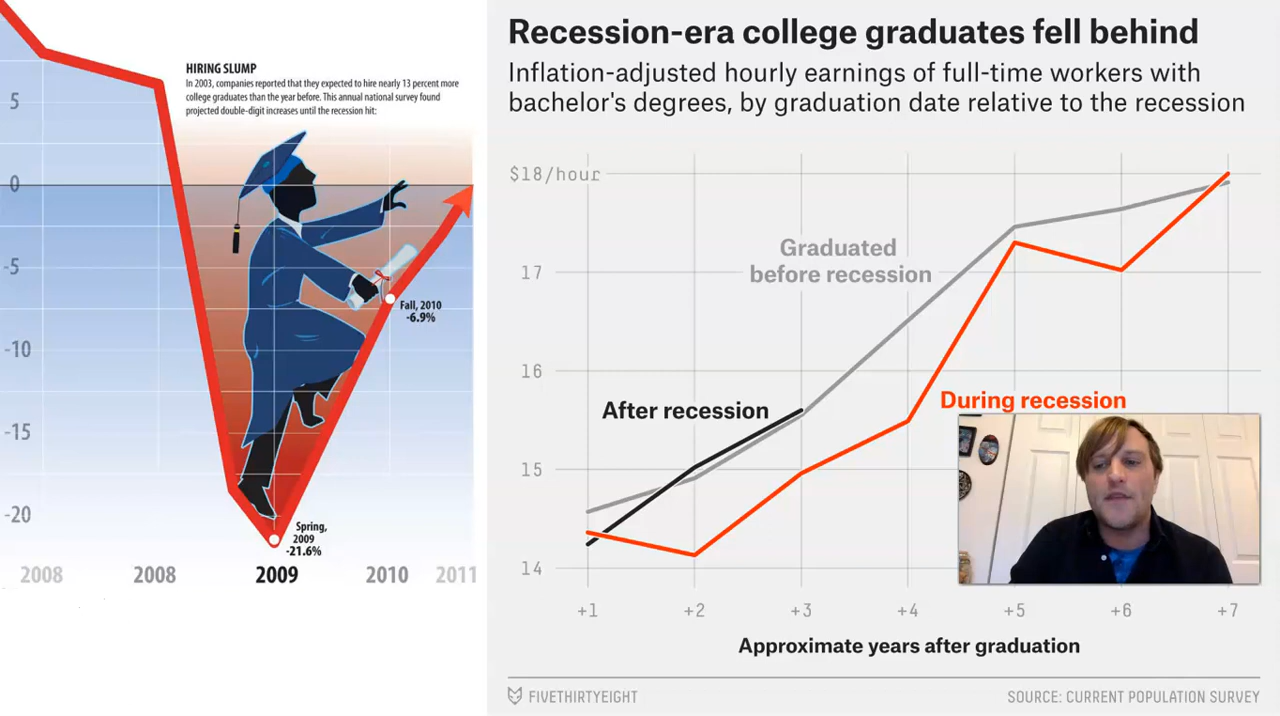 HIRING SLUMP
In 2003, companies reported that they expected to hire nearly 13 percent more
college graduates than the year before. This annual national survey found
projected double-digit increases until the recession hit:
5
0
-5
-10
-15
-20
Fall, 2010
-6.9%
Spring,
2009
-21.6%
2008 2008 2009 2010 2011
Recession-era college graduates fell behind
Inflation-adjusted hourly earnings of full-time workers with
bachelor's degrees, by graduation date relative to the recession
$18/hour
17
16
15
14
Graduated
before recession
After recession
During recession
+1 +2 +3 +4 +5 +6 +7
Approximate years after graduation
FIVETHIRTYEIGHT
SOURCE: CURRENT POPULATION SURVEY